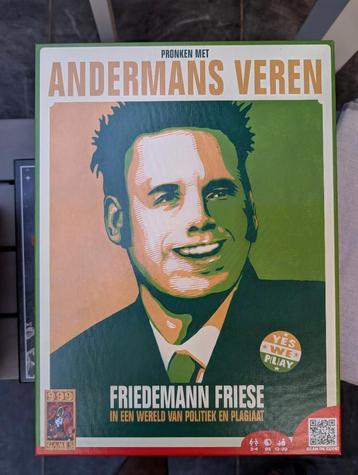 PRONKEN MET
ANDERMANS VEREN
YES
WE
PLAY
FRIEDEMANN FRIESE
IN EEN WERELD VAN POLITIEK EN PLAGIAAT
999
GAMES